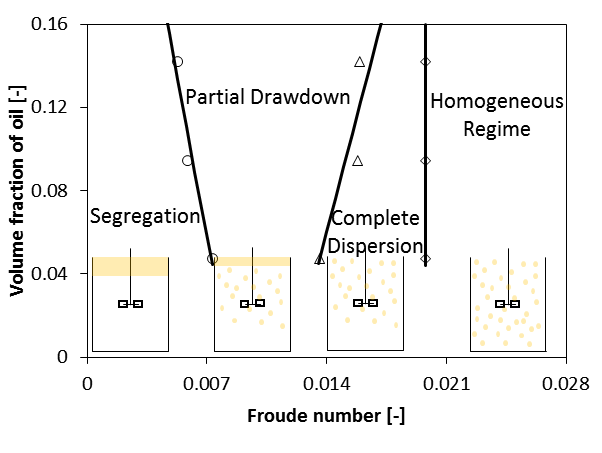 0.16
0.12
0.08
0.04
0
Volume fraction of oil [-]
Partial Drawdown
Homogeneous
Regime
Segregation
Complete
Dispersion
0
0.007
0.014
0.021
0.028
Froude number [-]